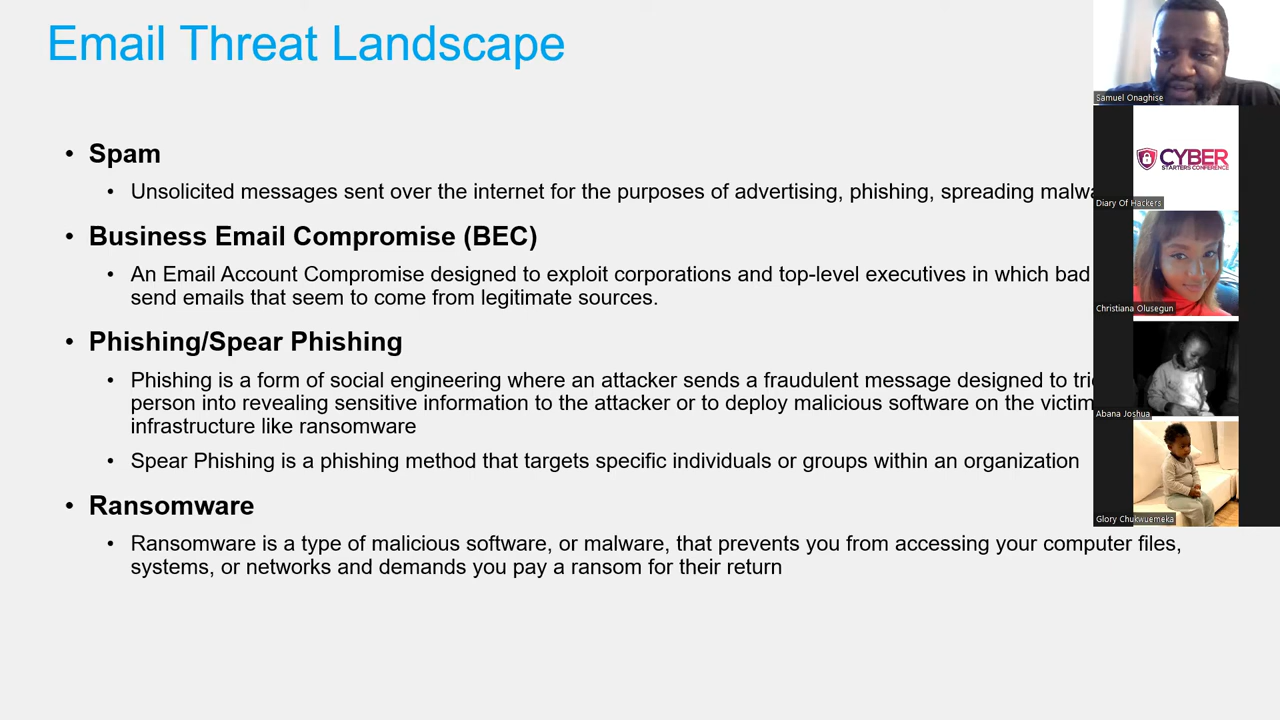 Email Threat Landscape
• Spam
• Unsolicited messages sent over the internet for the purposes of advertising, phishing, spreading
• Business Email Compromise (BEC)
• An Email Account Compromise designed to exploit corporations and top-level executives in which bad
send emails that seem to come from legitimate sources.
• Phishing/Spear Phishing
• Phishing is a form of social engineering where an attacker sends a fraudulent message designed to
person into revealing sensitive information to the attacker or to deploy malicious software on the victim
infrastructure like ransomware
• Spear Phishing is a phishing method that targets specific individuals or groups within an organization
• Ransomware
• Ransomware is a type of malicious software, or malware, that prevents you from accessing your computer files,
systems, or networks and demands you pay a ransom for their return
Samuel Onaghise
CYBER
STARTERS CONFERENCE
Diary Of Hackers
Christiana Olusegun
Abana Joshua
Glory Chukwuemeka